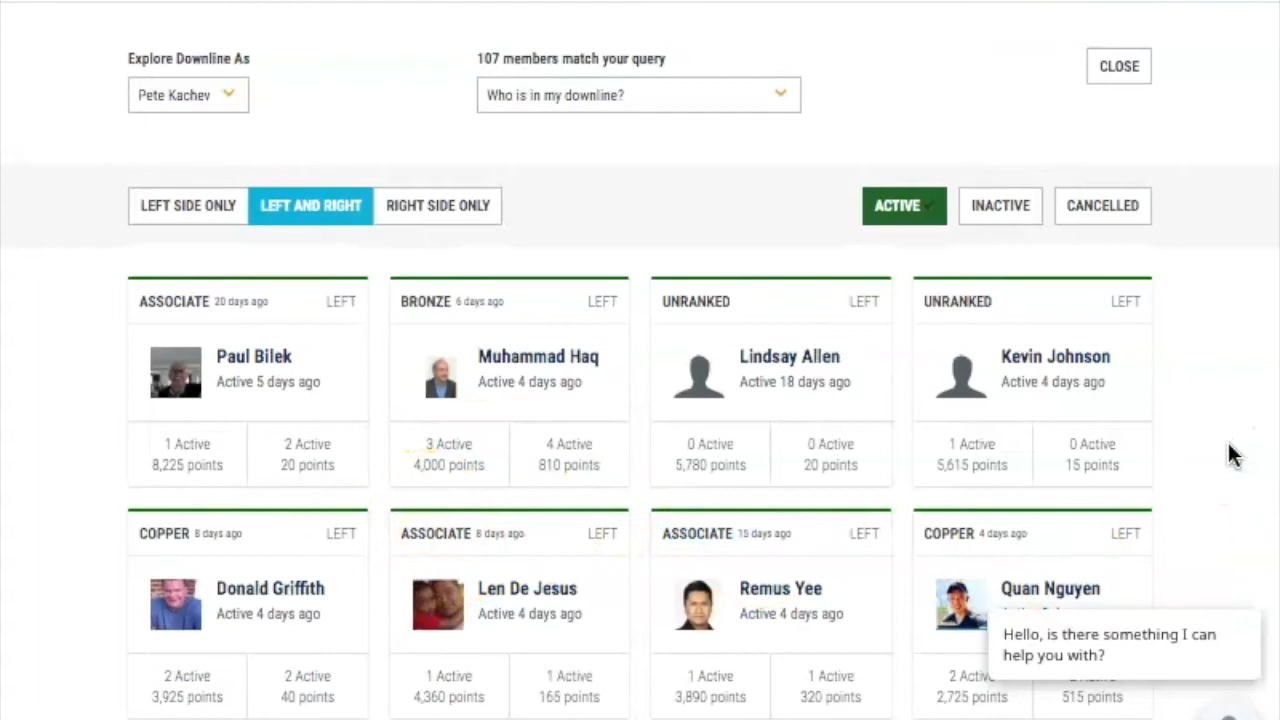 Explore Downline As
107 members match your query
CLOSE
Pete Kachev
Who is in my downline?
LEFT SIDE ONLY
LEFT AND RIGHT
RIGHT SIDE ONLY
ACTIVE ✓
INACTIVE
CANCELLED
ASSOCIATE 20 days ago LEFT
Paul Bilek
Active 5 days ago
1 Active
8,225 points
2 Active
20 points
BRONZE 6 days ago LEFT
Muhammad Haq
Active 4 days ago
3 Active
4,000 points
4 Active
810 points
UNRANKED LEFT
Lindsay Allen
Active 18 days ago
0 Active
5,780 points
0 Active
20 points
UNRANKED LEFT
Kevin Johnson
Active 4 days ago
1 Active
5,615 points
0 Active
15 points
COPPER 8 days ago LEFT
Donald Griffith
Active 4 days ago
2 Active
3,925 points
2 Active
40 points
ASSOCIATE 8 days ago LEFT
Len De Jesus
Active 4 days ago
1 Active
4,360 points
1 Active
165 points
ASSOCIATE 15 days ago LEFT
Remus Yee
Active 4 days ago
1 Active
3,890 points
1 Active
320 points
COPPER 4 days ago LEFT
Quan Nguyen
Hello, is there something I can
help you with?
2,725 points
515 points